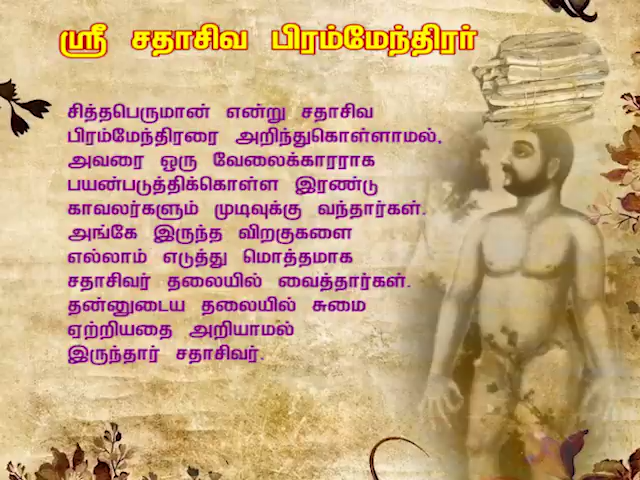 ஸ்ரீ சதாசிவ பிரம்மேந்திரர்
சித்தபெருமான் என்று சதாசிவ
பிரம்மேந்திரரை அறிந்துகொள்ளாமல்,
அவரை ஒரு வேலைக்காரராக
பயன்படுத்திக்கொள்ள இரண்டு
காவலர்களும் முடிவுக்கு வந்தார்கள்.
அங்கே இருந்த விறகுகளை
எல்லாம் எடுத்து மொத்தமாக
சதாசிவர் தலையில் வைத்தார்கள்.
தன்னுடைய தலையில் சுமை
ஏற்றியதை அறியாமல்
இருந்தார் சதாசிவர்.